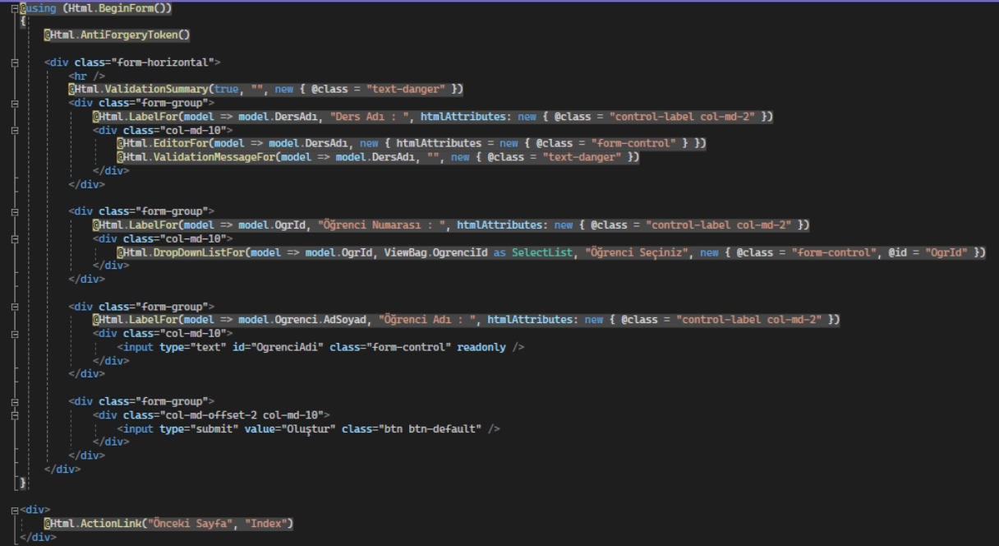 @using (Html.BeginForm())
{
@Html.AntiForgeryToken()
<div class="form-horizontal">
<hr />
@Html.ValidationSummary(true, "", new { @class = "text-danger" })
<div class="form-group">
@Html.LabelFor(model => model.DersAdı, "Ders Adı : ", htmlAttributes: new { @class = "control-label col-md-2" })
<div class="col-md-10">
@Html.EditorFor(model => model.DersAdı, new { htmlAttributes = new { @class = "form-control" } })
@Html.ValidationMessageFor(model => model.DersAdı, "", new { @class = "text-danger" })
</div>
</div>
<div class="form-group">
@Html.LabelFor(model => model.OgrId, "Öğrenci Numarası : ", htmlAttributes: new { @class = "control-label col-md-2" })
<div class="col-md-10">
@Html.DropDownListFor(model => model.OgrId, ViewBag.OgrenciId as SelectList, "Öğrenci Seçiniz", new { @class = "form-control", @id = "OgrId" })
</div>
</div>
<div class="form-group">
@Html.LabelFor(model => model.Ogrenci.AdSoyad, "Öğrenci Adı : ", htmlAttributes: new { @class = "control-label col-md-2" })
<div class="col-md-10">
<input type="text" id="OgrenciAdi" class="form-control" readonly />
</div>
</div>
<div class="form-group">
<div class="col-md-offset-2 col-md-10">
<input type="submit" value="Oluştur" class="btn btn-default" />
</div>
</div>
</div>
}
<div>
@Html.ActionLink("Önceki Sayfa", "Index")
</div>